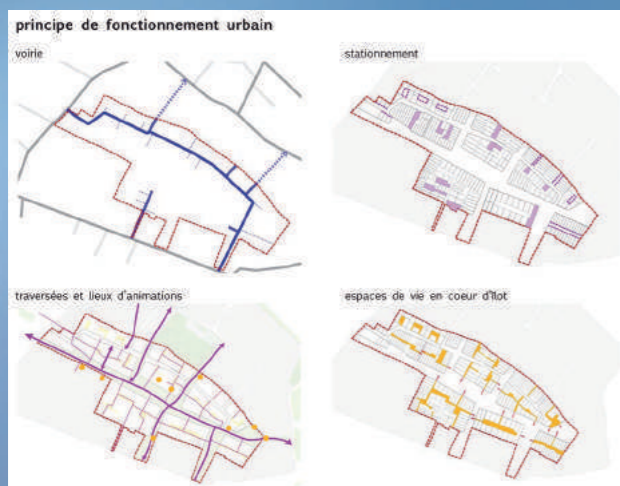 principe de fonctionnement urbain
voirie
stationnement
traversées et lieux d'animations
espaces de vie en coeur d'îlot